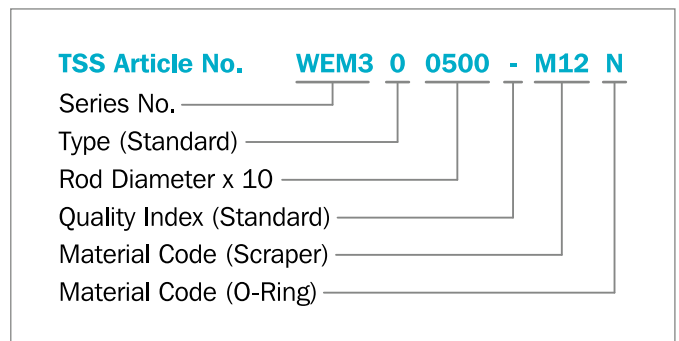 TSS Article No. WEM3 0 0500 - M12 N
Series No.
Type (Standard)
Rod Diameter x 10
Quality Index (Standard)
Material Code (Scraper)
Material Code (O-Ring)